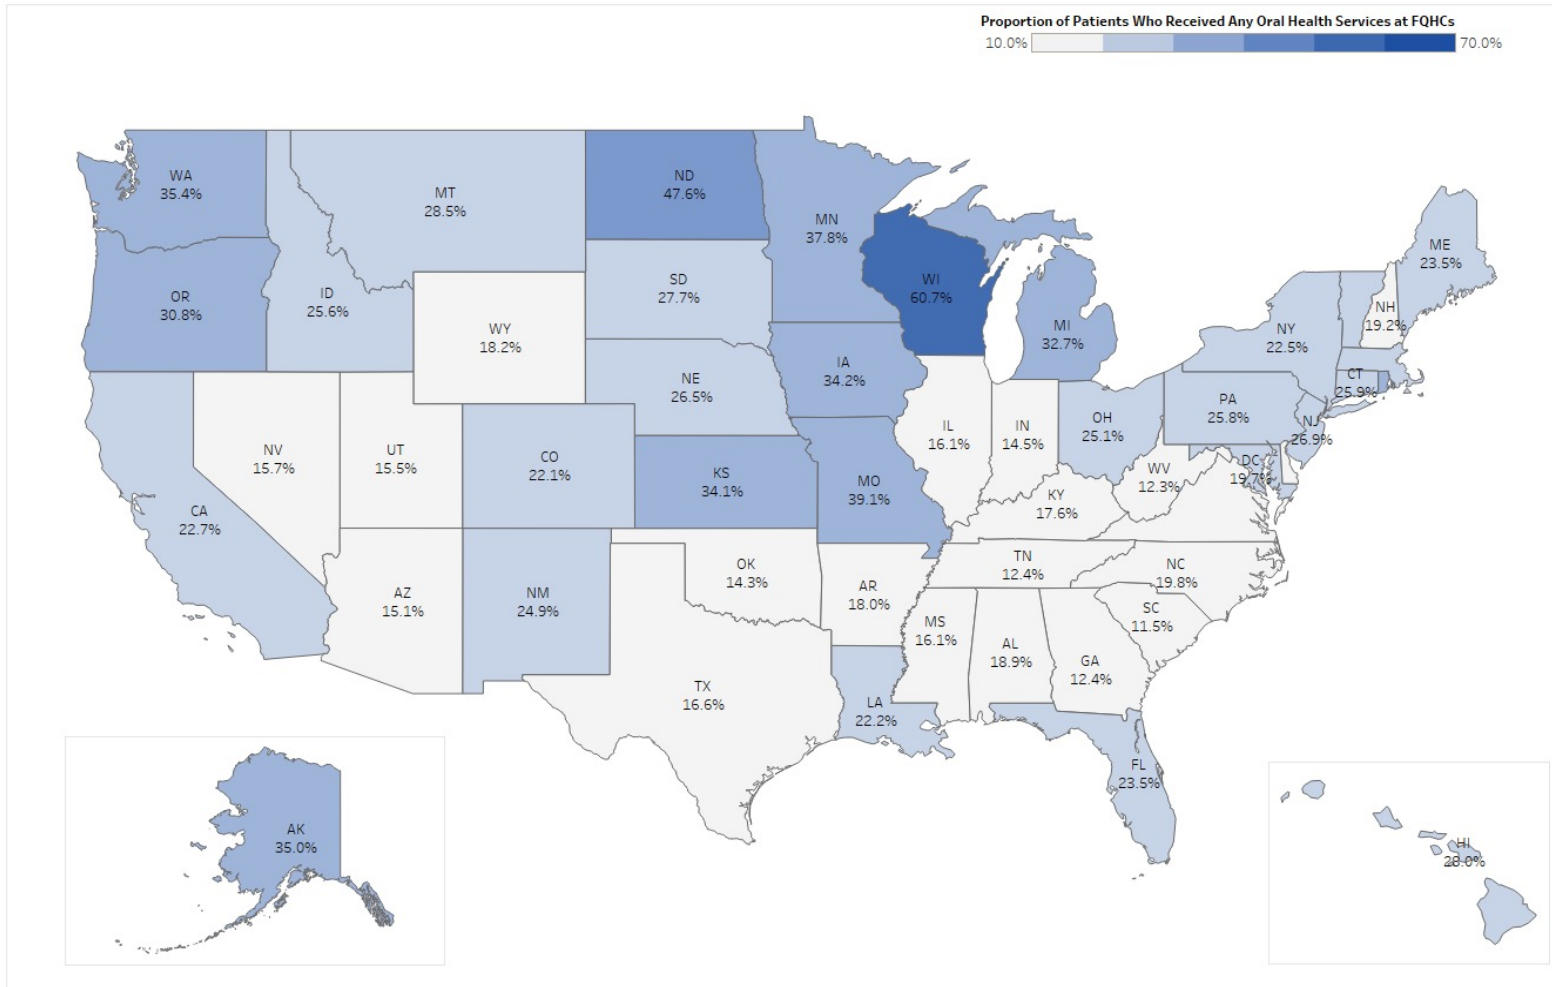 Proportion of Patients Who Received Any Oral Health Services at FQHCs
10.0%
70.0%
WA
35.4%
MT
28.5%
ND
47.6%
MN
37.8%
ME
23.5%
OR
30.8%
ID
25.6%
SD
27.7%
WI
60.7%
WY
18.2%
MI
32.7%
NY
22.5%
NH
19.2%
IA
34.2%
NE
26.5%
CT
25.9%
PA
25.8%
NJ
26.9%
OH
25.1%
IL
16.1%
IN
14.5%
NV
15.7%
UT
15.5%
CO
22.1%
KS
34.1%
MO
39.1%
WV
12.3%
DC
19.7%
KY
17.6%
CA
22.7%
AZ
15.1%
NM
24.9%
OK
14.3%
AR
18.0%
TN
12.4%
NC
19.8%
SC
11.5%
MS
16.1%
AL
18.9%
GA
12.4%
TX
16.6%
LA
22.2%
FL
23.5%
AK
35.0%
HI
28.0%